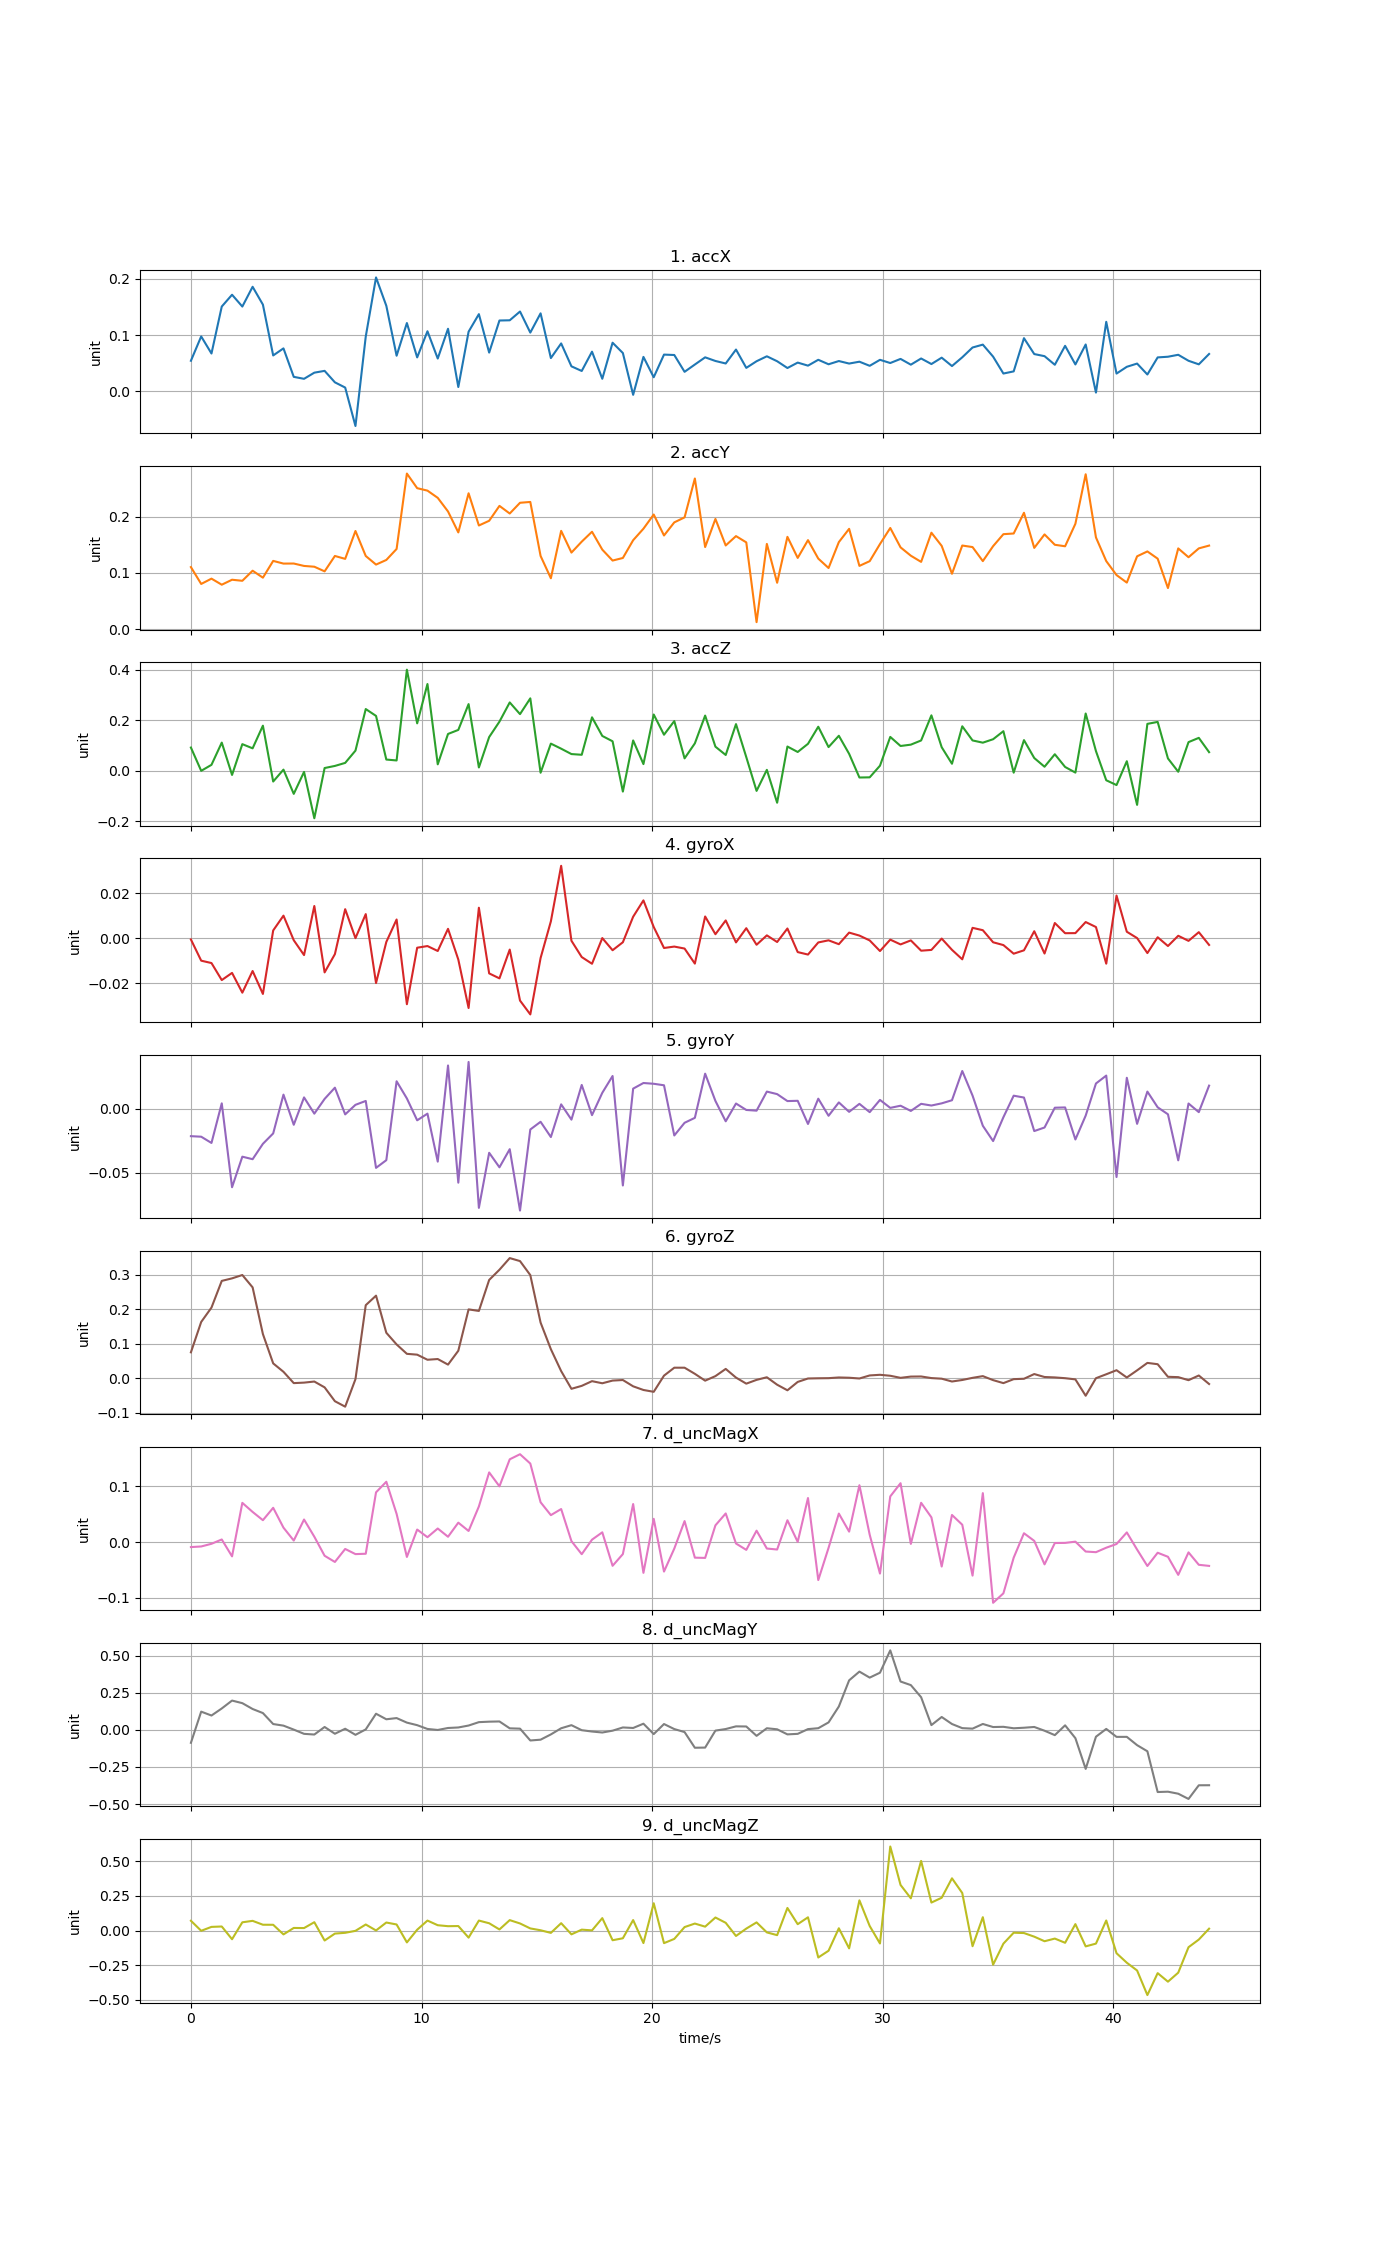 1. accX
0.2
0.1
0.0
unit
2. accY
0.2
0.1
0.0
unit
3. accZ
0.4
0.2
0.0
−0.2
unit
4. gyroX
0.02
0.00
−0.02
unit
5. gyroY
0.00
−0.05
unit
6. gyroZ
0.3
0.2
0.1
0.0
−0.1
unit
7. d_uncMagX
0.1
0.0
−0.1
unit
8. d_uncMagY
0.50
0.25
0.00
−0.25
−0.50
unit
9. d_uncMagZ
0.50
0.25
0.00
−0.25
−0.50
unit
0 10 20 30 40
time/s